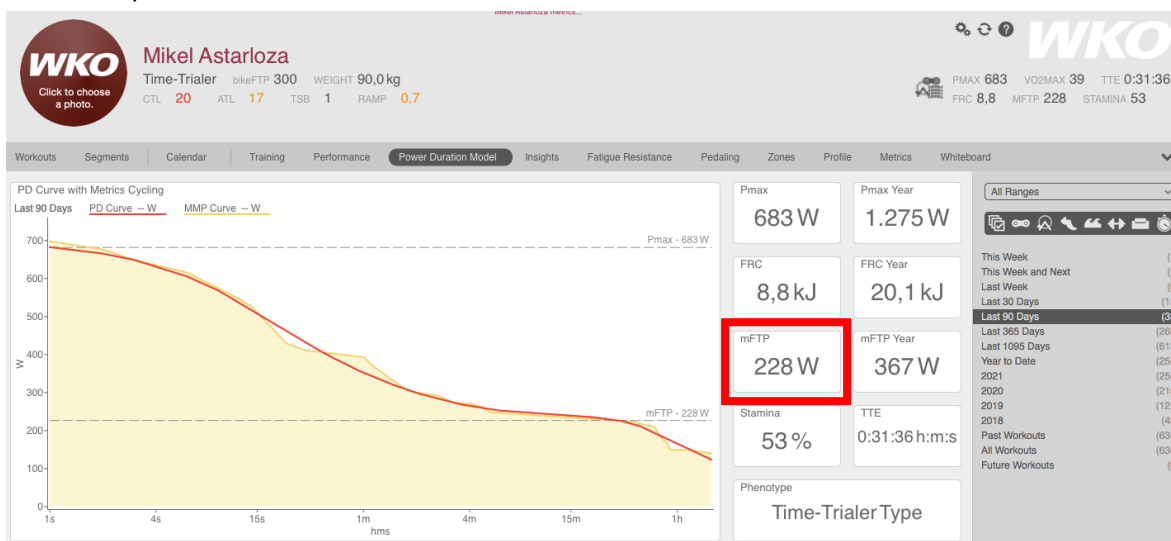 Mikel Astarloza metrics...
WKO
Click to choose
a photo.
Mikel Astarloza
Time-Trialer bikeFTP 300 WEIGHT 90,0 kg
CTL 20 ATL 17 TSB 1 RAMP 0,7
WKO
PMAX 683 VO2MAX 39 TTE 0:31:36
FRC 8,8 MFTP 228 STAMINA 53
Workouts Segments Calendar Training Performance Power Duration Model Insights Fatigue Resistance Pedaling Zones Profile Metrics Whiteboard
PD Curve with Metrics Cycling
Last 90 Days PD Curve -- W MMP Curve -- W
700
600
500
400
300
200
100
0
W
Pmax - 683 W
mFTP - 228 W
1s 4s 15s 1m 4m 15m 1h
hms
Pmax
683 W
Pmax Year
1.275 W
FRC
8,8 kJ
FRC Year
20,1 kJ
mFTP
228 W
mFTP Year
367 W
Stamina
53 %
TTE
0:31:36 h:m:s
Phenotype
Time-Trialer Type
All Ranges
This Week
This Week and Next
Last Week
Last 30 Days
Last 90 Days
Last 365 Days
Last 1095 Days
Year to Date
2021
2020
2019
2018
Past Workouts
All Workouts
Future Workouts